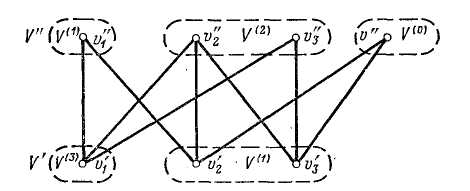 V″ (V⁽¹⁾ v₁″) v₂″ V⁽²⁾ v₃″ v″ V⁽⁰⁾
V′ (V⁽³⁾ v₁′) v₂′ V⁽¹⁾ v₃′